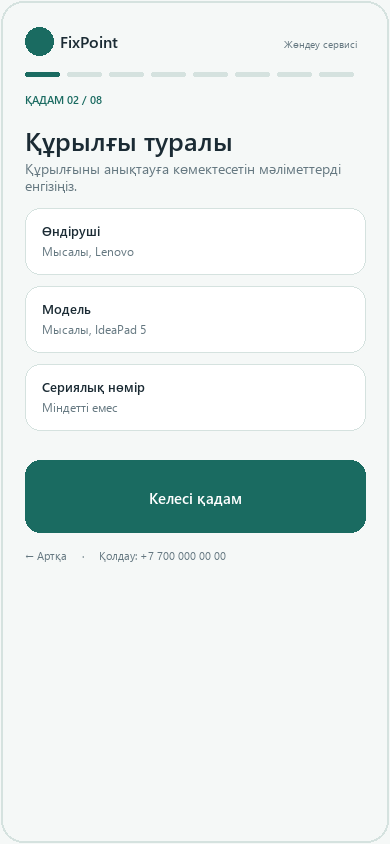 FixPoint
Жөндеу сервисі
ҚАДАМ 02 / 08
Құрылғы туралы
Құрылғыны анықтауға көмектесетін мәліметтерді
енгізіңіз.
Өндіруші
Мысалы, Lenovo
Модель
Мысалы, IdeaPad 5
Сериялық нөмір
Міндетті емес
Келесі қадам
← Артқа · Қолдау: +7 700 000 00 00